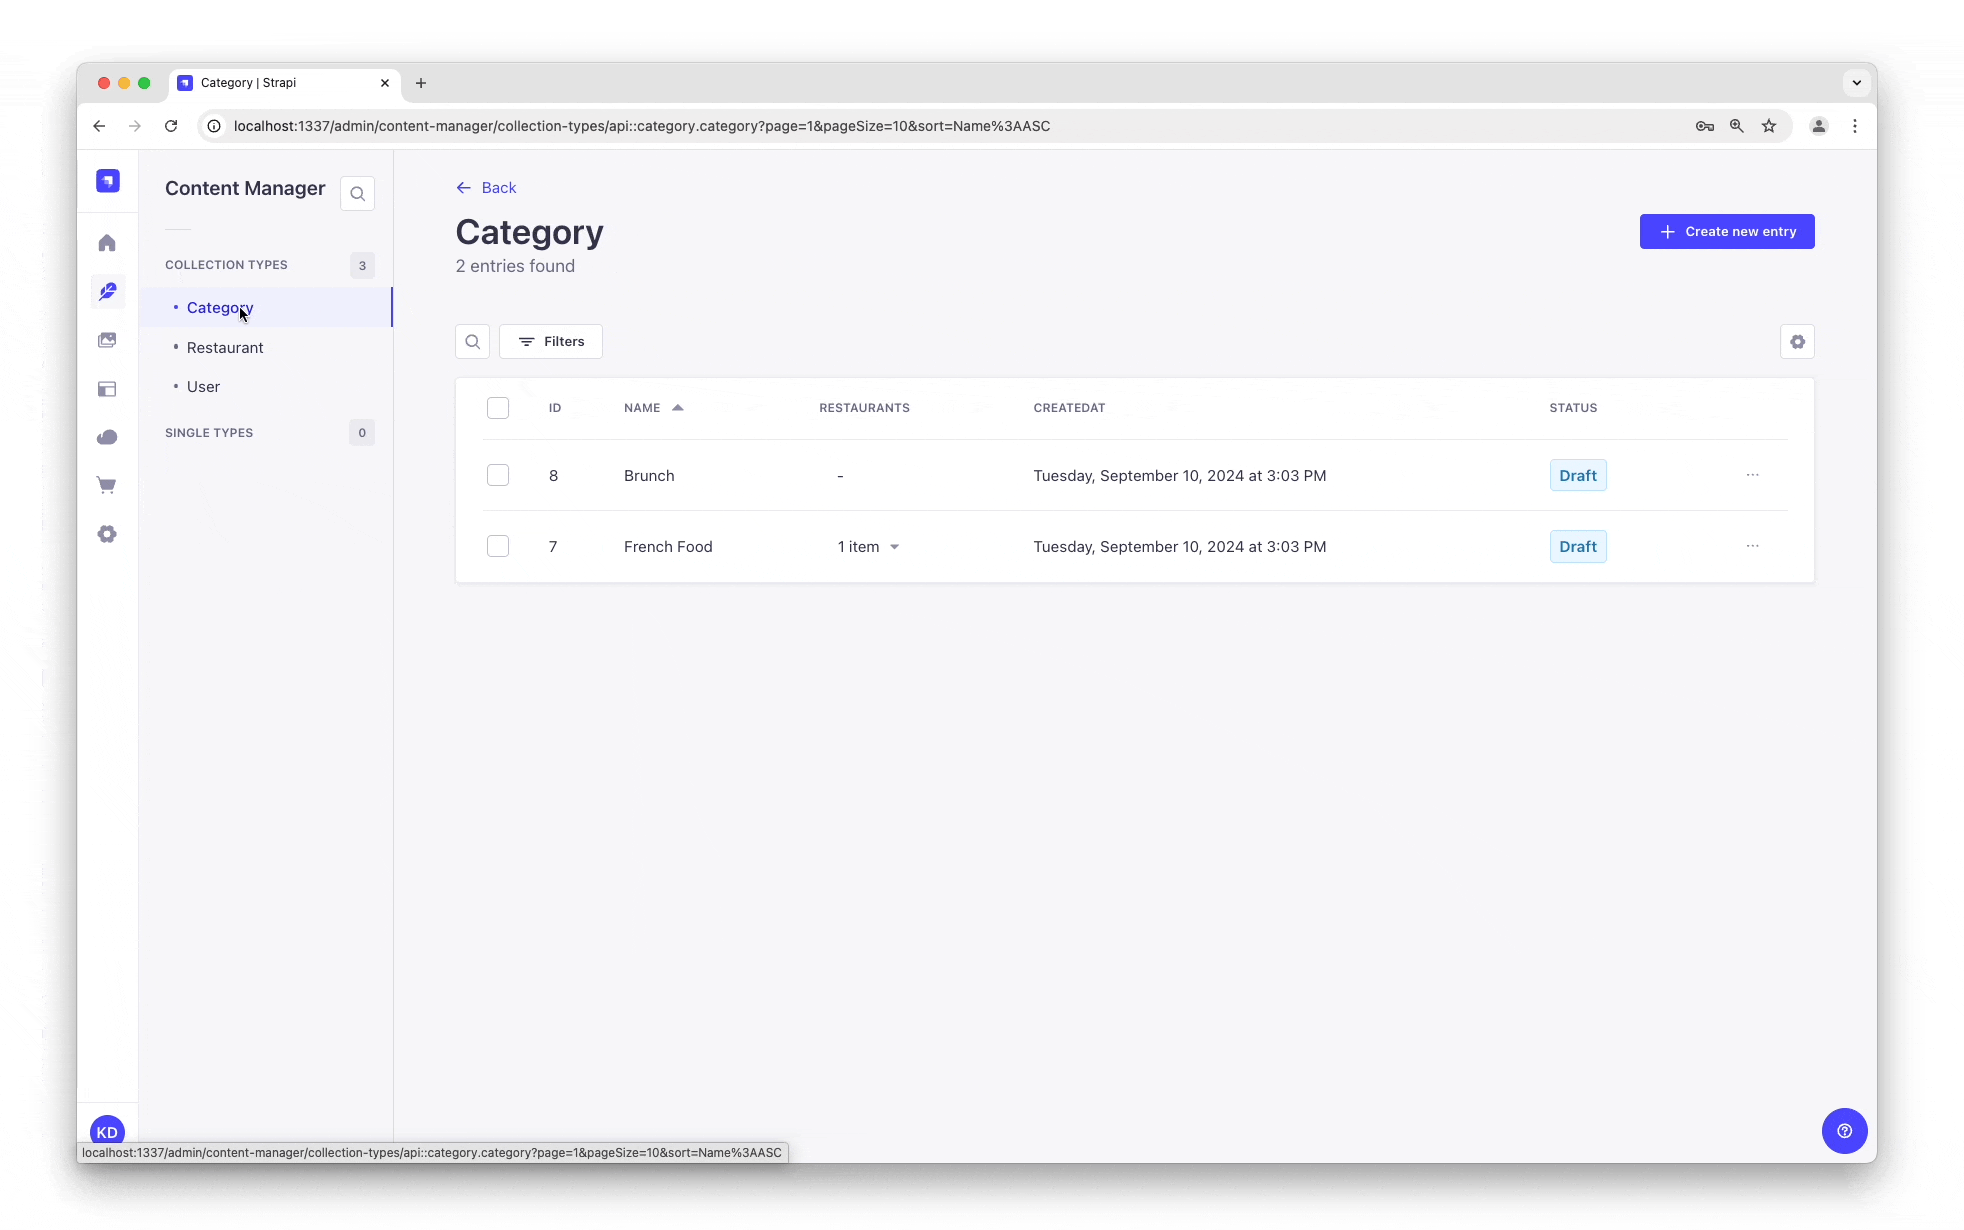 Category | Strapi
localhost:1337/admin/content-manager/collection-types/api::category.category?page=1&pageSize=10&sort=Name%3AASC
Content Manager
COLLECTION TYPES 3
Category
Restaurant
User
SINGLE TYPES 0
KD
Back
Category
2 entries found
Create new entry
Filters
ID NAME RESTAURANTS CREATEDAT STATUS
8 Brunch - Tuesday, September 10, 2024 at 3:03 PM Draft ...
7 French Food 1 item Tuesday, September 10, 2024 at 3:03 PM Draft ...
localhost:1337/admin/content-manager/collection-types/api::category.category?page=1&pageSize=10&sort=Name%3AASC